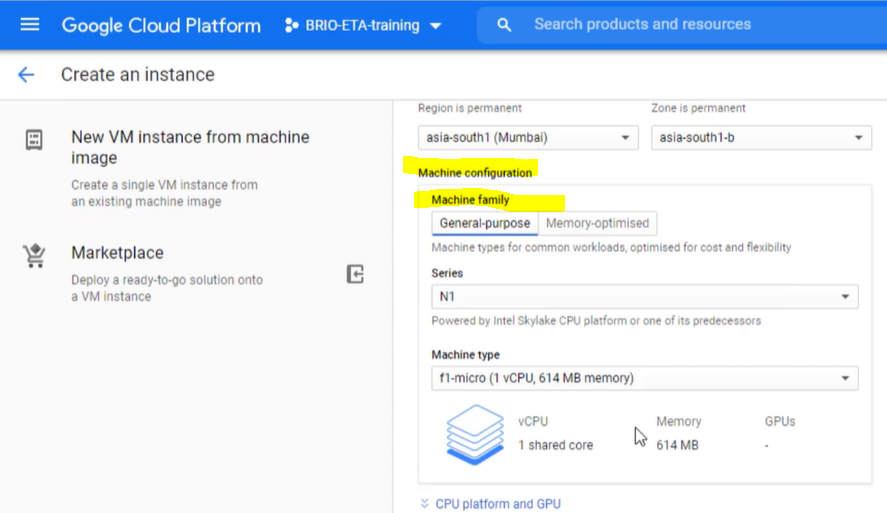 Google Cloud Platform
BRIO-ETA-training
Search products and resources
Create an instance
New VM instance from machine
image
Create a single VM instance from
an existing machine image
Marketplace
Deploy a ready-to-go solution onto
a VM instance
Region is permanent
Zone is permanent
asia-south1 (Mumbai)
asia-south1-b
Machine configuration
Machine family
General-purpose
Memory-optimised
Machine types for common workloads, optimised for cost and flexibility
Series
N1
Powered by Intel Skylake CPU platform or one of its predecessors
Machine type
f1-micro (1 vCPU, 614 MB memory)
vCPU
Memory
GPUs
1 shared core
614 MB
-
CPU platform and GPU